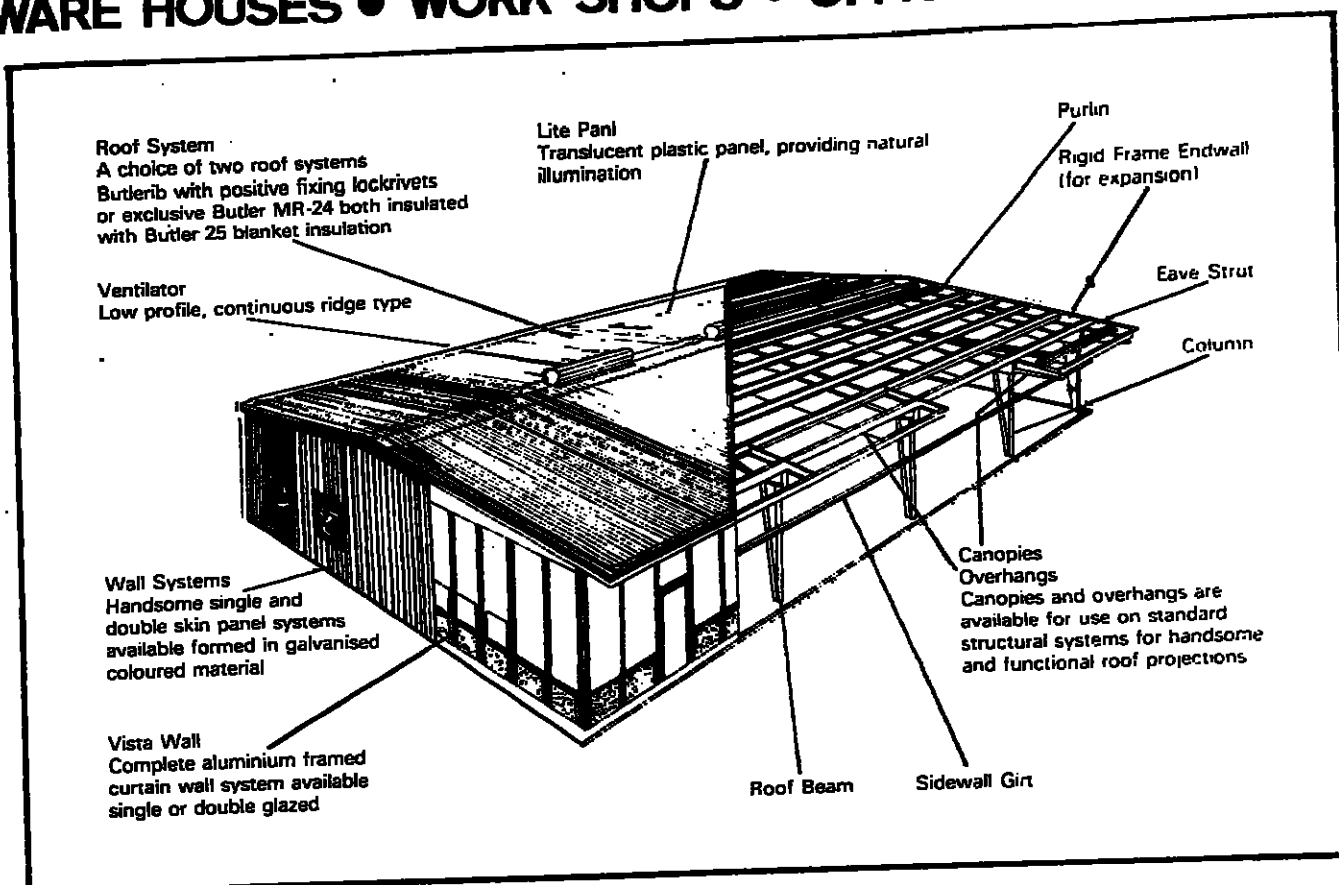 WARE HOUSES • WORK SHOPS •
Roof System
A choice of two roof systems
Butlerib with positive fixing lockrivets
or exclusive Butler MR-24 both insulated
with Butler 25 blanket insulation
Ventilator
Low profile, continuous ridge type
Lite Panl
Translucent plastic panel, providing natural
illumination
Purlin
Rigid Frame Endwall
(for expansion)
Eave Strut
Column
Wall Systems
Handsome single and
double skin panel systems
available formed in galvanised
coloured material
Vista Wall
Complete aluminium framed
curtain wall system available
single or double glazed
Canopies
Overhangs
Canopies and overhangs are
available for use on standard
structural systems for handsome
and functional roof projections
Roof Beam
Sidewall Girt